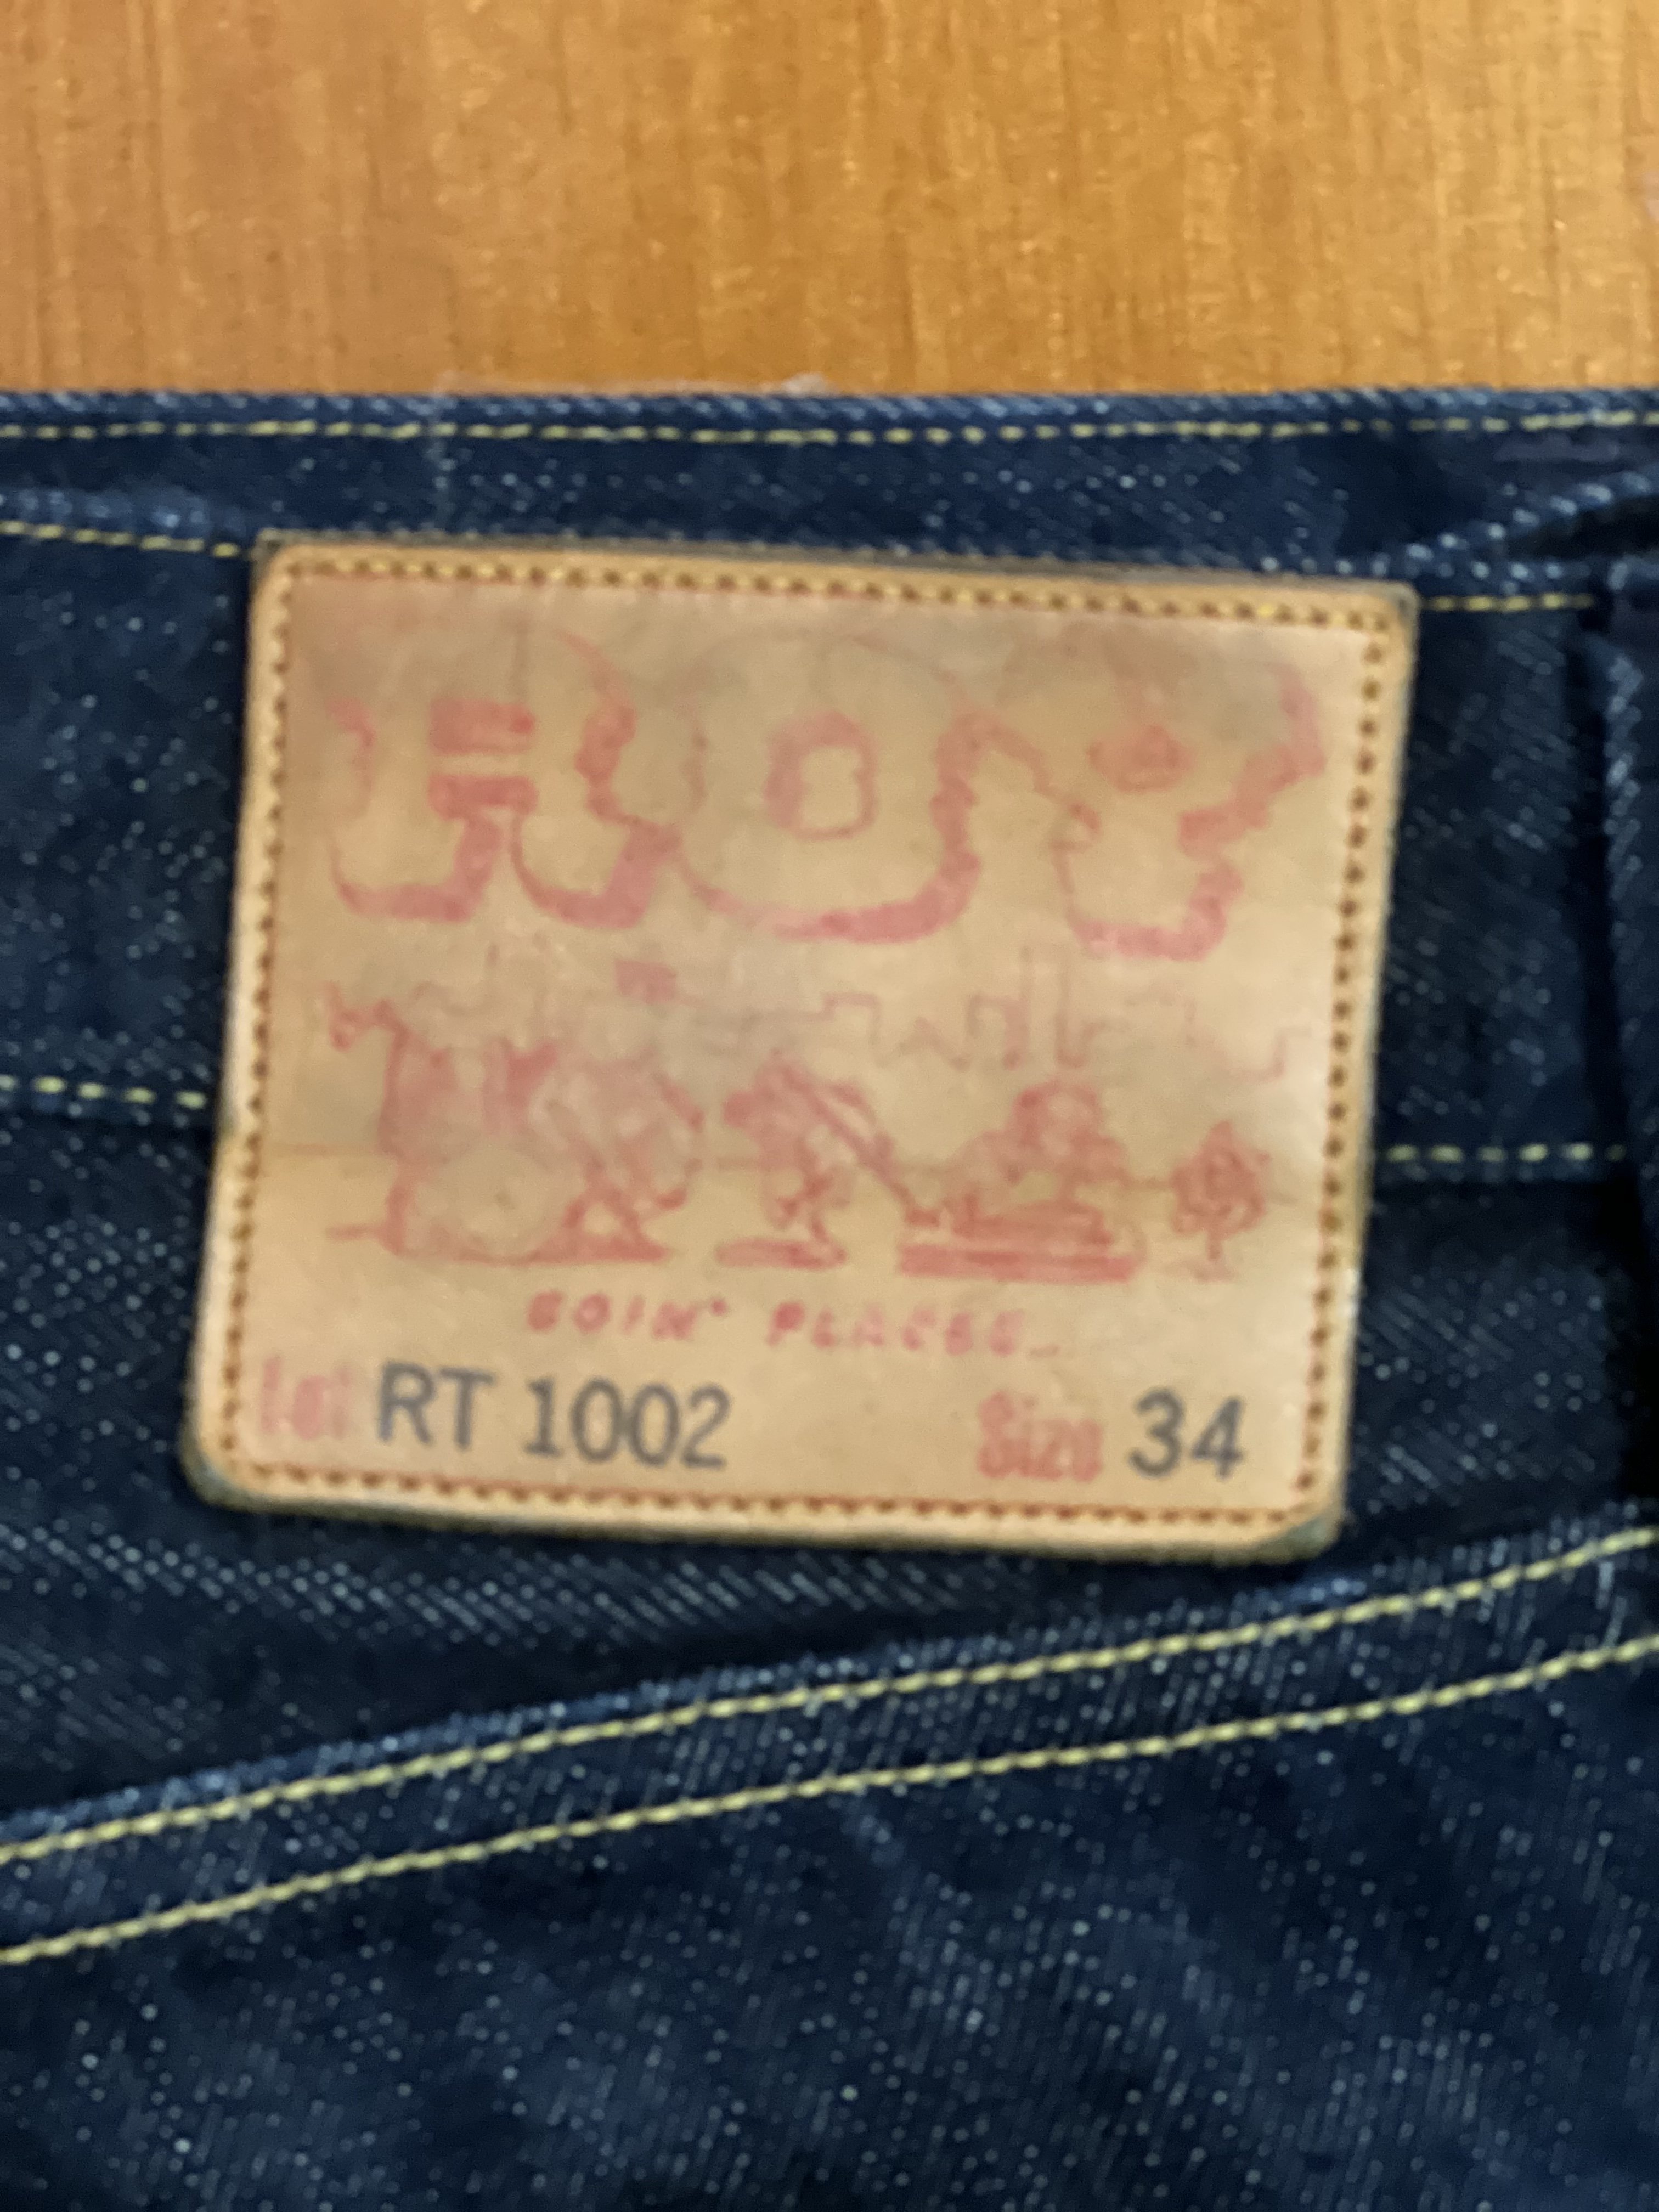 ROY
GOIN' PLACES...
Lot RT 1002 Size 34